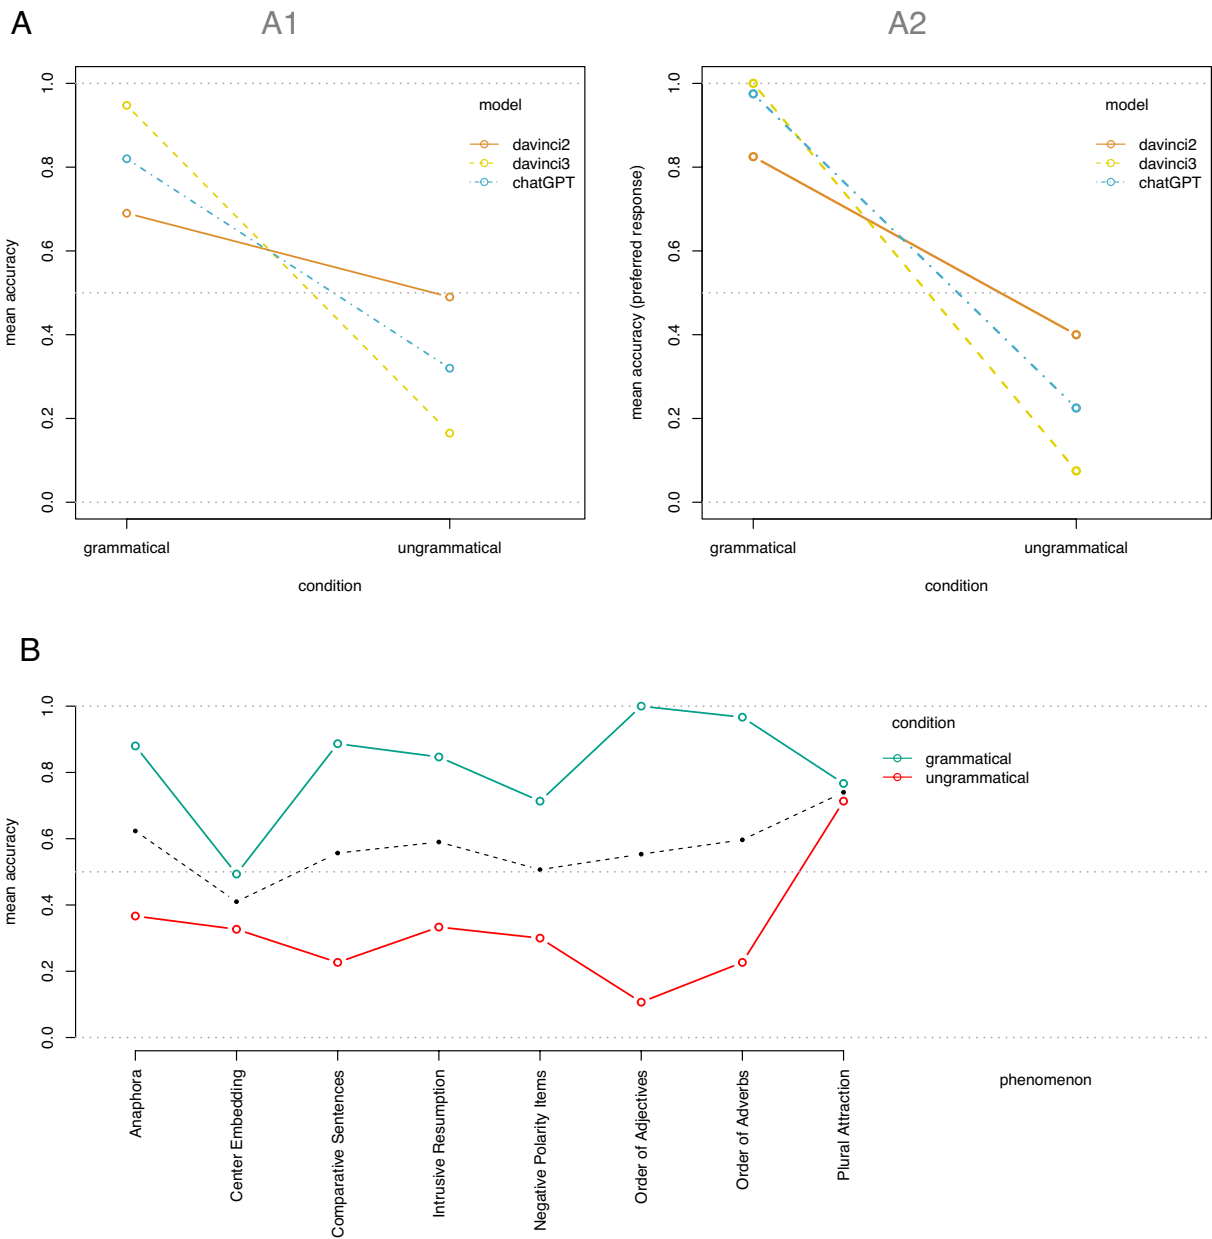 A
A1
A2
mean accuracy
1.0
0.8
0.6
0.4
0.2
0.0
model
davinci2
davinci3
chatGPT
grammatical
ungrammatical
condition
mean accuracy (preferred response)
1.0
0.8
0.6
0.4
0.2
0.0
model
davinci2
davinci3
chatGPT
grammatical
ungrammatical
condition
B
mean accuracy
1.0
0.8
0.6
0.4
0.2
0.0
condition
grammatical
ungrammatical
Anaphora
Center Embedding
Comparative Sentences
Intrusive Resumption
Negative Polarity Items
Order of Adjectives
Order of Adverbs
Plural Attraction
phenomenon